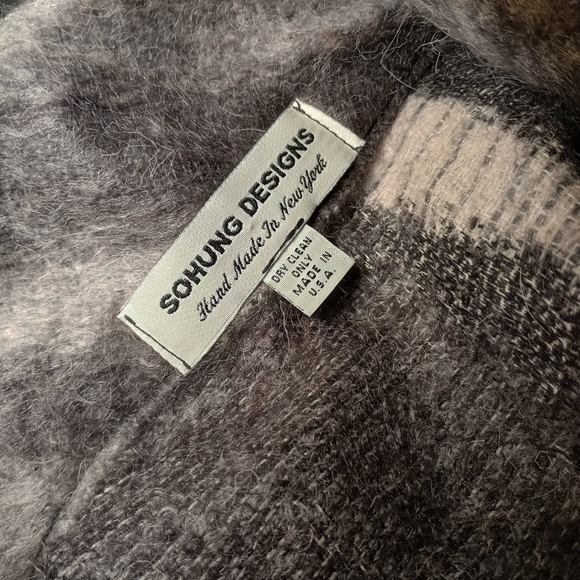 SOHUNG DESIGNS
Hand Made In New York
DRY CLEAN
ONLY
MADE IN
U.S.A.